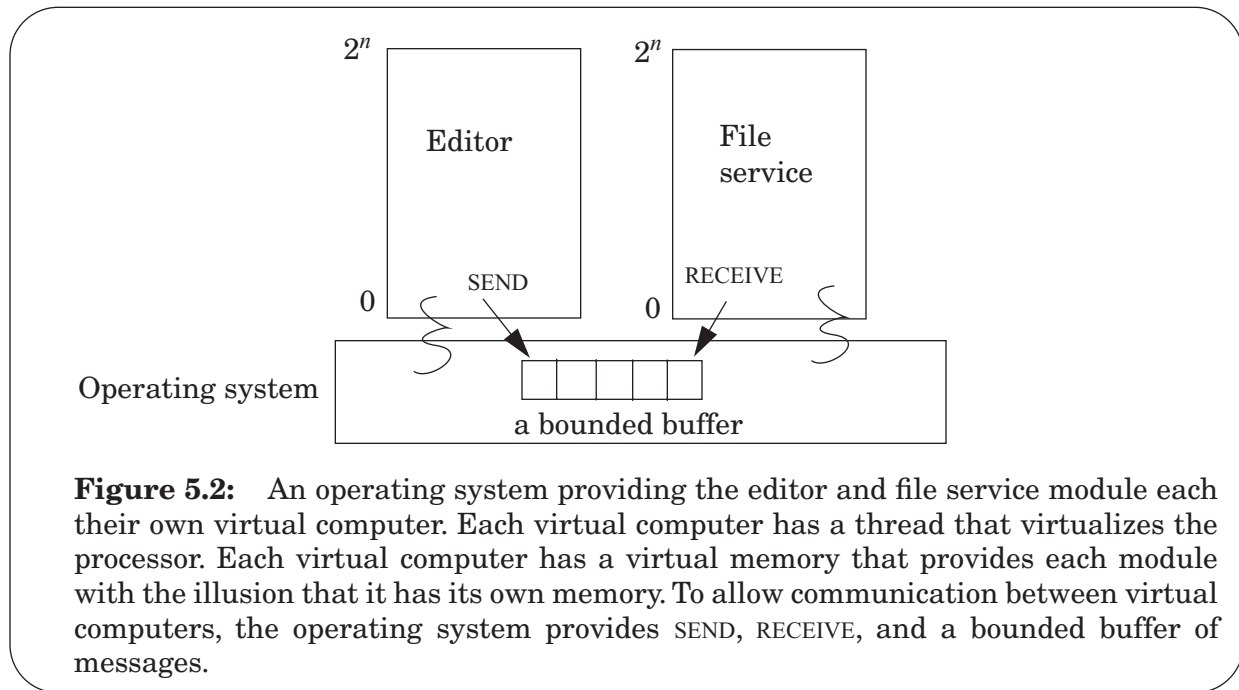 2ⁿ
2ⁿ
Editor
File
service
SEND
RECEIVE
0
0
Operating system
a bounded buffer
Figure 5.2: An operating system providing the editor and file service module each
their own virtual computer. Each virtual computer has a thread that virtualizes the
processor. Each virtual computer has a virtual memory that provides each module
with the illusion that it has its own memory. To allow communication between virtual
computers, the operating system provides SEND, RECEIVE, and a bounded buffer of
messages.